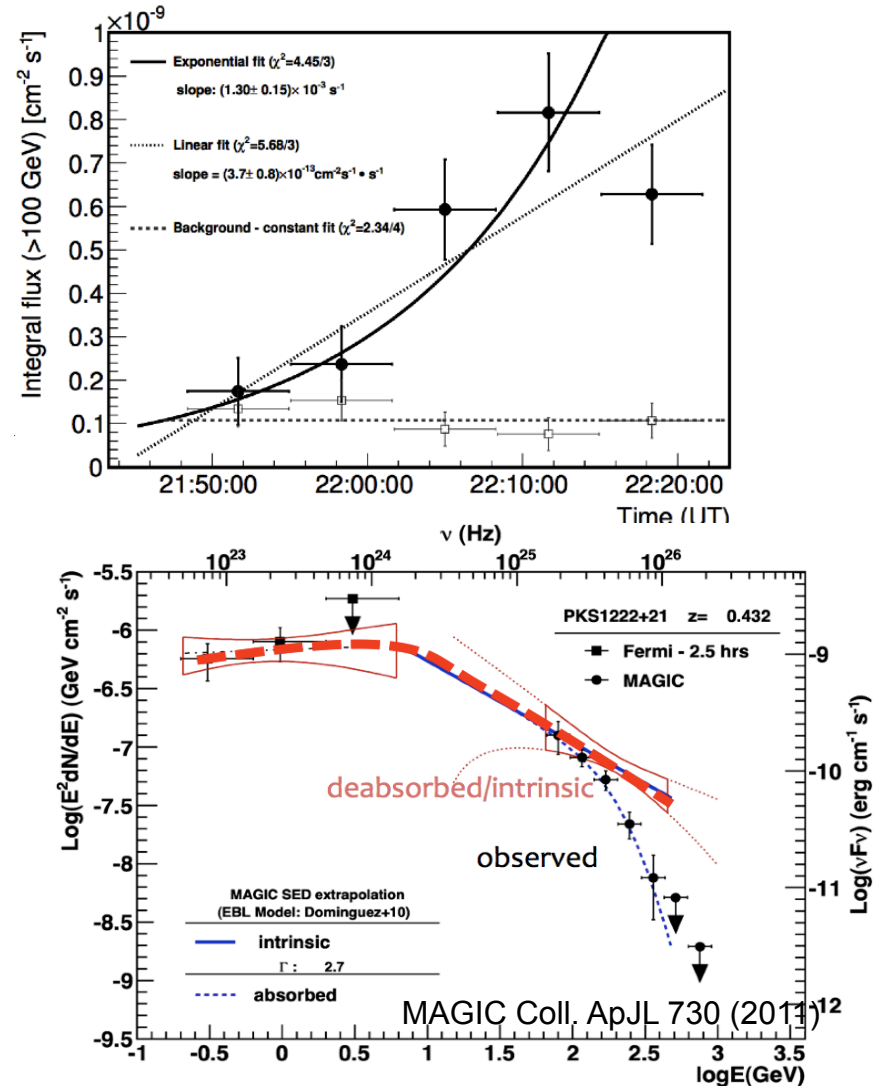 ×10⁻⁹
Integral flux (>100 GeV) [cm⁻² s⁻¹]
1
0.9
0.8
0.7
0.6
0.5
0.4
0.3
0.2
0.1
0
Exponential fit (χ²=4.45/3)
slope: (1.30± 0.15)× 10⁻³ s⁻¹
Linear fit (χ²=5.68/3)
slope = (3.7± 0.8)×10⁻¹³cm⁻²s⁻¹ • s⁻¹
Background - constant fit (χ²=2.34/4)
21:50:00 22:00:00 22:10:00 22:20:00
Time (UT)
ν (Hz)
10²³ 10²⁴ 10²⁵ 10²⁶
Log(E²dN/dE) (GeV cm⁻² s⁻¹)
-5.5
-6
-6.5
-7
-7.5
-8
-8.5
-9
-9.5
PKS1222+21 z= 0.432
Fermi - 2.5 hrs
MAGIC
-9
-10
-11
-12
Log(νFν) (erg cm⁻¹ s⁻¹)
deabsorbed/intrinsic
observed
MAGIC SED extrapolation
(EBL Model: Dominguez+10)
intrinsic
Γ : 2.7
absorbed
MAGIC Coll. ApJL 730 (2011)
-1 -0.5 0 0.5 1 1.5 2 2.5 3 3.5
logE(GeV)